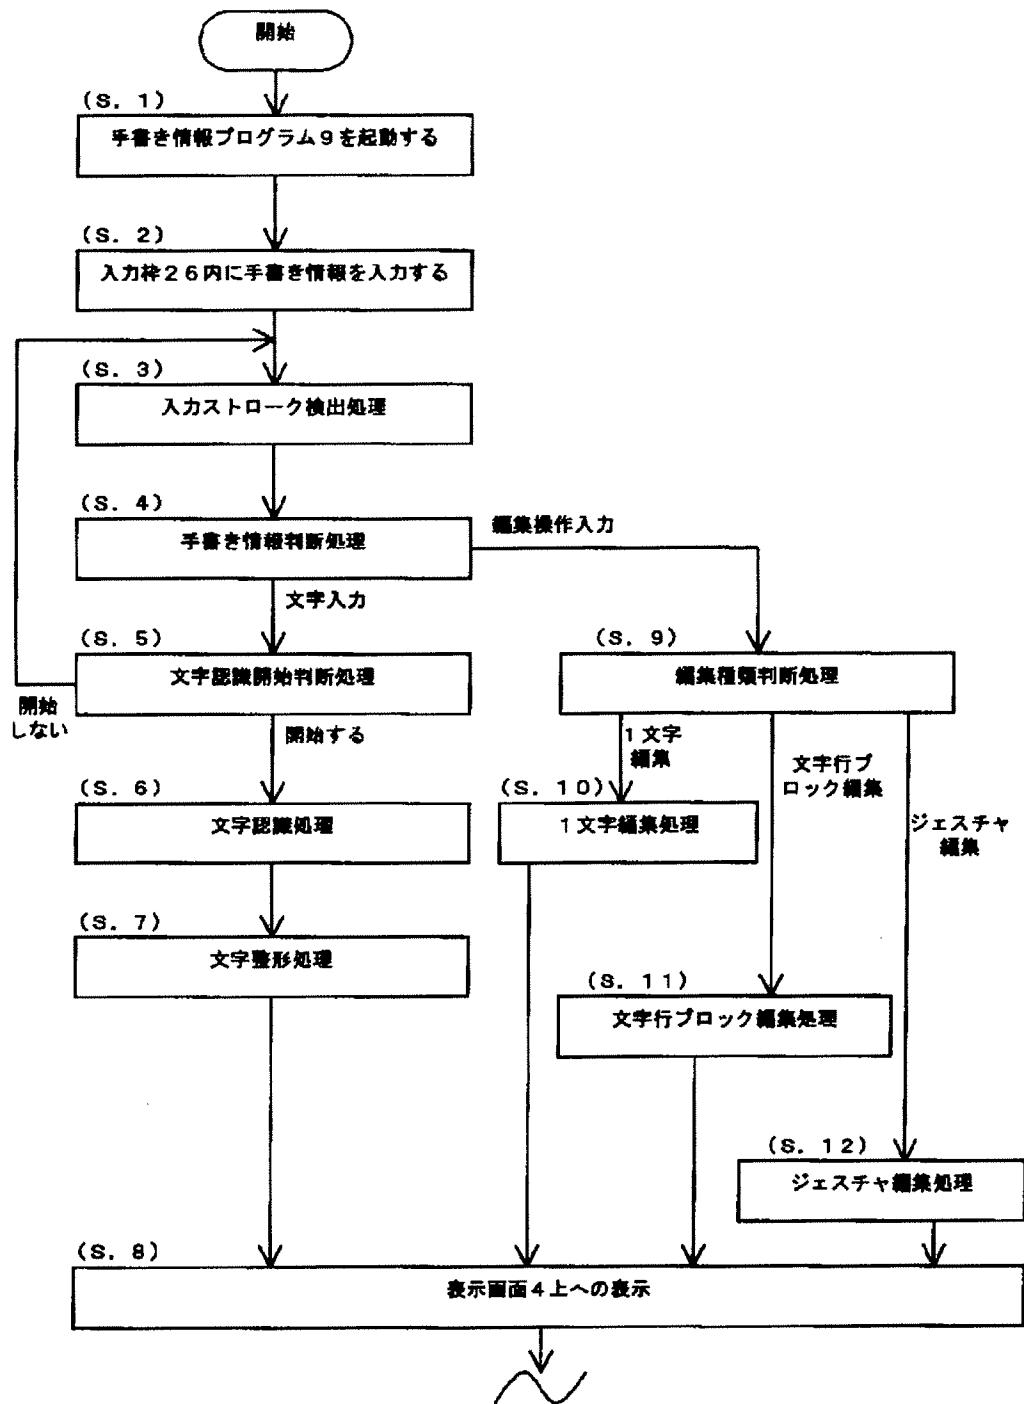 開始
(S. 1)
手書き情報プログラム9を起動する
(S. 2)
入力枠26内に手書き情報を入力する
(S. 3)
入力ストローク検出処理
(S. 4)
手書き情報判断処理
編集操作入力
文字入力
(S. 5)
文字認識開始判断処理
開始
しない
開始する
(S. 9)
編集種類判断処理
1文字
編集
文字行ブ
ロック編集
ジェスチャ
編集
(S. 6)
文字認識処理
(S. 10)
1文字編集処理
(S. 7)
文字整形処理
(S. 11)
文字行ブロック編集処理
(S. 12)
ジェスチャ編集処理
(S. 8)
表示画面4上への表示